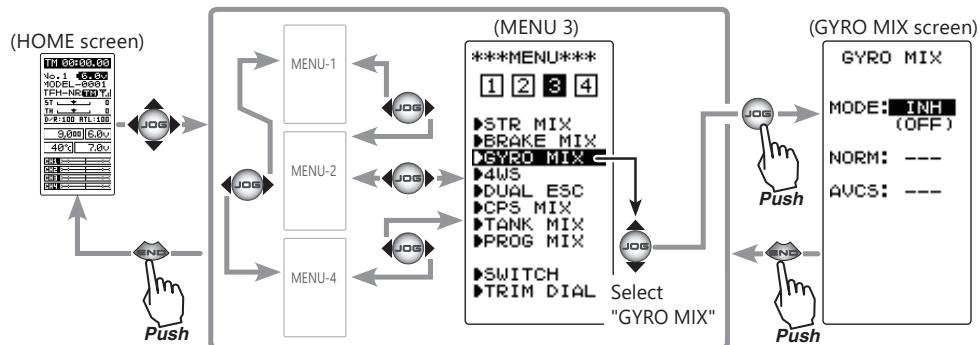 (HOME screen)
TM 00:00.00
No.1 6.0v
MODEL-0001
TFH-NR TM
ST 0
TH 0
D/R:100 ATL:100
9,000 6.0v
40℃ 7.0v
CH1
CH2
CH3
CH4
JOG
END
Push
MENU-1
MENU-2
MENU-4
JOG
JOG
JOG
JOG
(MENU 3)
***MENU***
1 2 3 4
▶STR MIX
▶BRAKE MIX
▶GYRO MIX
▶4WS
▶DUAL ESC
▶CPS MIX
▶TANK MIX
▶PROG MIX
▶SWITCH
▶TRIM DIAL
JOG
Select
"GYRO MIX"
JOG
Push
END
Push
(GYRO MIX screen)
GYRO MIX
MODE: INH
(OFF)
NORM: ---
AVCS: ---